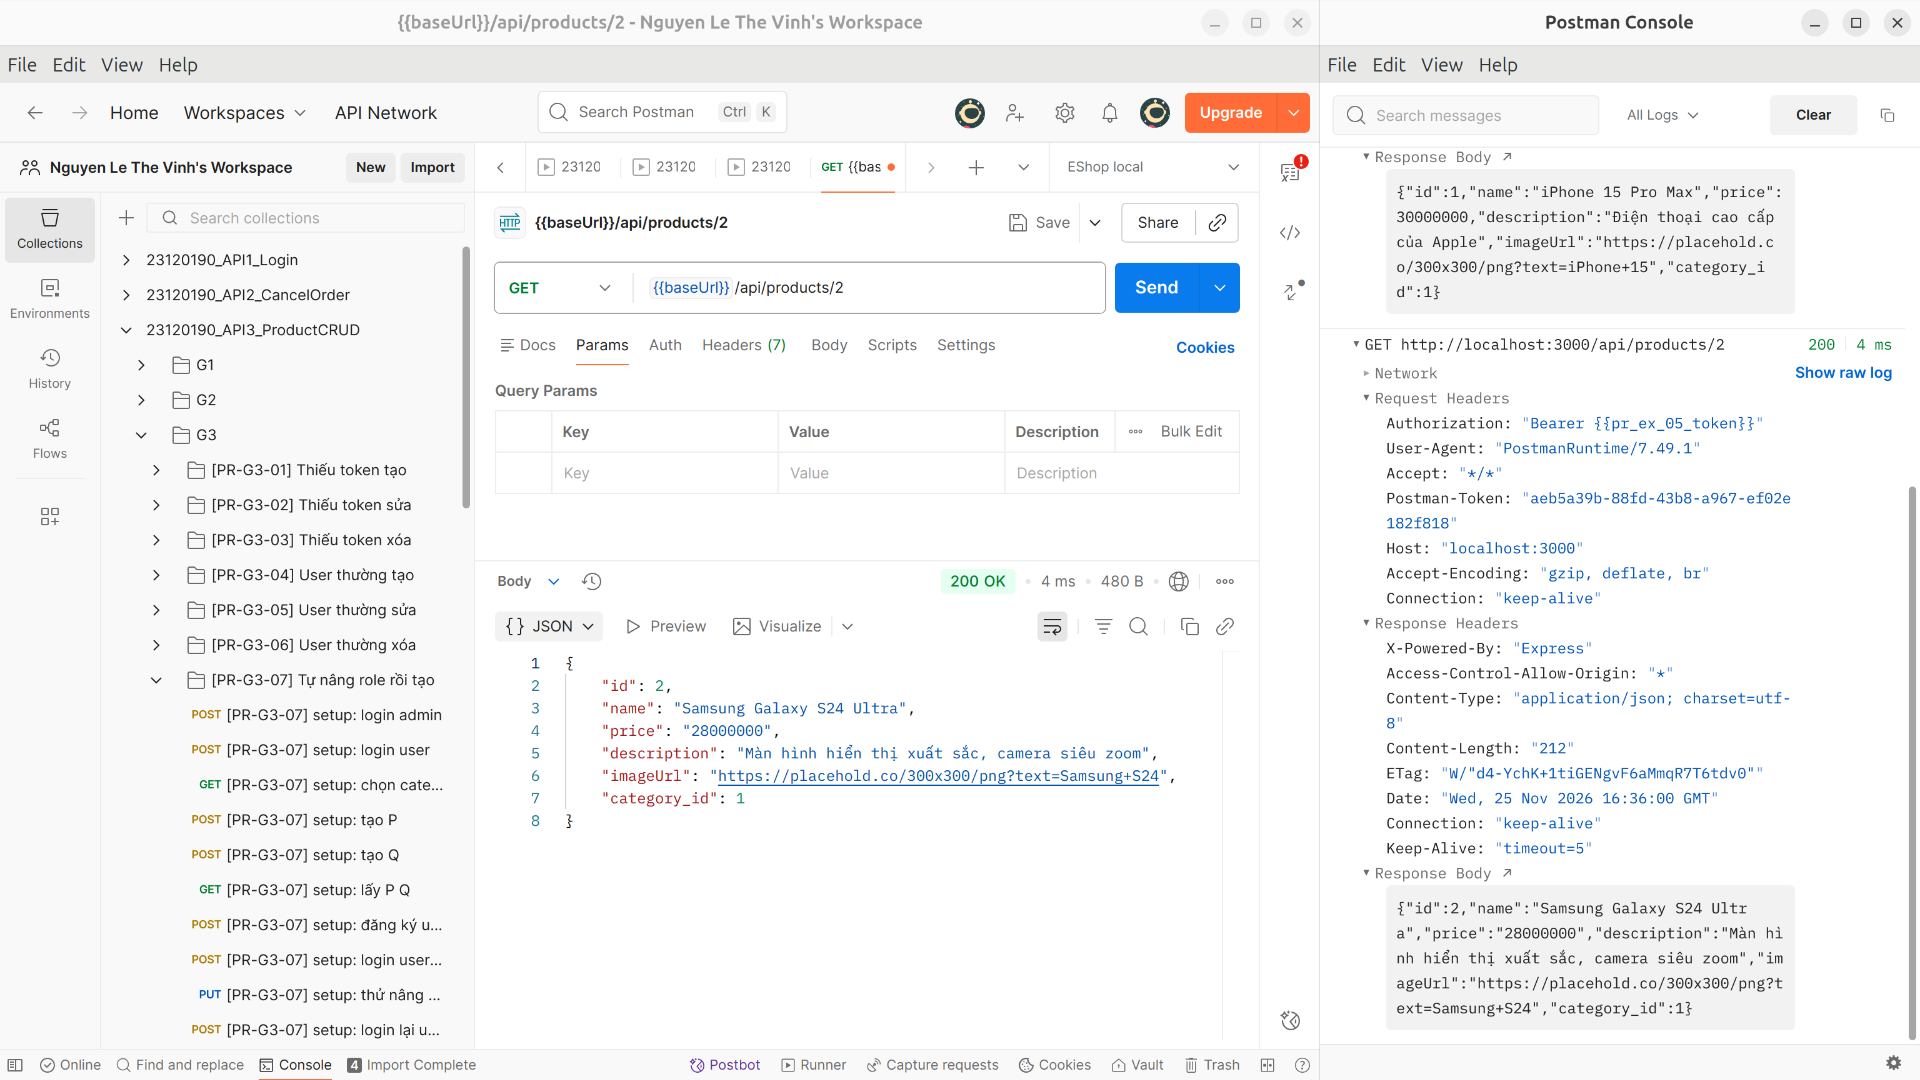 {{baseUrl}}/api/products/2 - Nguyen Le The Vinh's Workspace
File Edit View Help
Home Workspaces API Network
Search Postman Ctrl K
Upgrade
Nguyen Le The Vinh's Workspace New Import
23120 23120 23120 GET {{bas
EShop local
Collections
Environments
History
Flows
Search collections
23120190_API1_Login
23120190_API2_CancelOrder
23120190_API3_ProductCRUD
G1
G2
G3
[PR-G3-01] Thiếu token tạo
[PR-G3-02] Thiếu token sửa
[PR-G3-03] Thiếu token xóa
[PR-G3-04] User thường tạo
[PR-G3-05] User thường sửa
[PR-G3-06] User thường xóa
[PR-G3-07] Tự nâng role rồi tạo
POST [PR-G3-07] setup: login admin
POST [PR-G3-07] setup: login user
GET [PR-G3-07] setup: chọn cate...
POST [PR-G3-07] setup: tạo P
POST [PR-G3-07] setup: tạo Q
GET [PR-G3-07] setup: lấy P Q
POST [PR-G3-07] setup: đăng ký u...
POST [PR-G3-07] setup: login user...
PUT [PR-G3-07] setup: thử nâng ...
POST [PR-G3-07] setup: login lại u...
HTTP {{baseUrl}}/api/products/2
Save Share
GET {{baseUrl}} /api/products/2 Send
Docs Params Auth Headers (7) Body Scripts Settings Cookies
Query Params
Key Value Description Bulk Edit
Key Value Description
Body 200 OK 4 ms 480 B
{} JSON Preview Visualize
1 {
2 "id": 2,
3 "name": "Samsung Galaxy S24 Ultra",
4 "price": "28000000",
5 "description": "Màn hình hiển thị xuất sắc, camera siêu zoom",
6 "imageUrl": "https://placehold.co/300x300/png?text=Samsung+S24",
7 "category_id": 1
8 }
Online Find and replace Console 4 Import Complete
Postbot Runner Capture requests Cookies Vault Trash
Postman Console
File Edit View Help
Search messages All Logs Clear
Response Body
{"id":1,"name":"iPhone 15 Pro Max","price":
30000000,"description":"Điện thoại cao cấp
của Apple","imageUrl":"https://placehold.c
o/300x300/png?text=iPhone+15","category_i
d":1}
GET http://localhost:3000/api/products/2 200 4 ms
Network Show raw log
Request Headers
Authorization: "Bearer {{pr_ex_05_token}}"
User-Agent: "PostmanRuntime/7.49.1"
Accept: "*/*"
Postman-Token: "aeb5a39b-88fd-43b8-a967-ef02e
182f818"
Host: "localhost:3000"
Accept-Encoding: "gzip, deflate, br"
Connection: "keep-alive"
Response Headers
X-Powered-By: "Express"
Access-Control-Allow-Origin: "*"
Content-Type: "application/json; charset=utf-
8"
Content-Length: "212"
ETag: "W/"d4-YchK+1tiGENgvF6aMmqR7T6tdv0""
Date: "Wed, 25 Nov 2026 16:36:00 GMT"
Connection: "keep-alive"
Keep-Alive: "timeout=5"
Response Body
{"id":2,"name":"Samsung Galaxy S24 Ultr
a","price":"28000000","description":"Màn hì
nh hiển thị xuất sắc, camera siêu zoom","im
ageUrl":"https://placehold.co/300x300/png?t
ext=Samsung+S24","category_id":1}